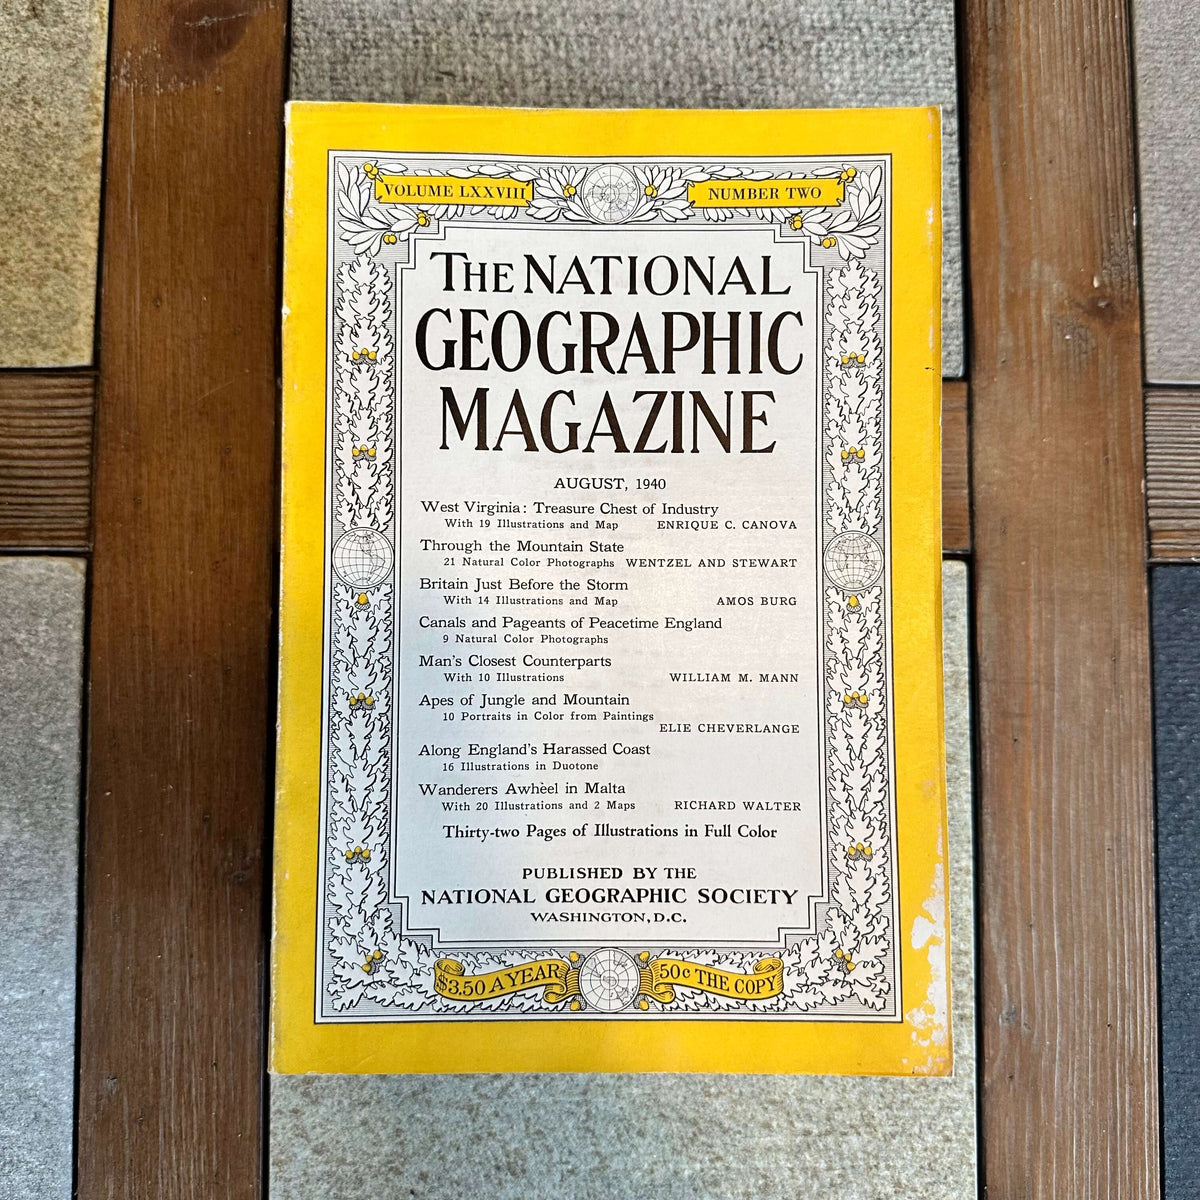 VOLUME LXXVIII NUMBER TWO
THE NATIONAL
GEOGRAPHIC
MAGAZINE
AUGUST, 1940
West Virginia: Treasure Chest of Industry
With 19 Illustrations and Map ENRIQUE C. CANOVA
Through the Mountain State
21 Natural Color Photographs WENTZEL AND STEWART
Britain Just Before the Storm
With 14 Illustrations and Map AMOS BURG
Canals and Pageants of Peacetime England
9 Natural Color Photographs
Man's Closest Counterparts
With 10 Illustrations WILLIAM M. MANN
Apes of Jungle and Mountain
10 Portraits in Color from Paintings
ELIE CHEVERLANGE
Along England's Harassed Coast
16 Illustrations in Duotone
Wanderers Awheel in Malta
With 20 Illustrations and 2 Maps RICHARD WALTER
Thirty-two Pages of Illustrations in Full Color
PUBLISHED BY THE
NATIONAL GEOGRAPHIC SOCIETY
WASHINGTON, D.C.
$3.50 A YEAR 50c THE COPY